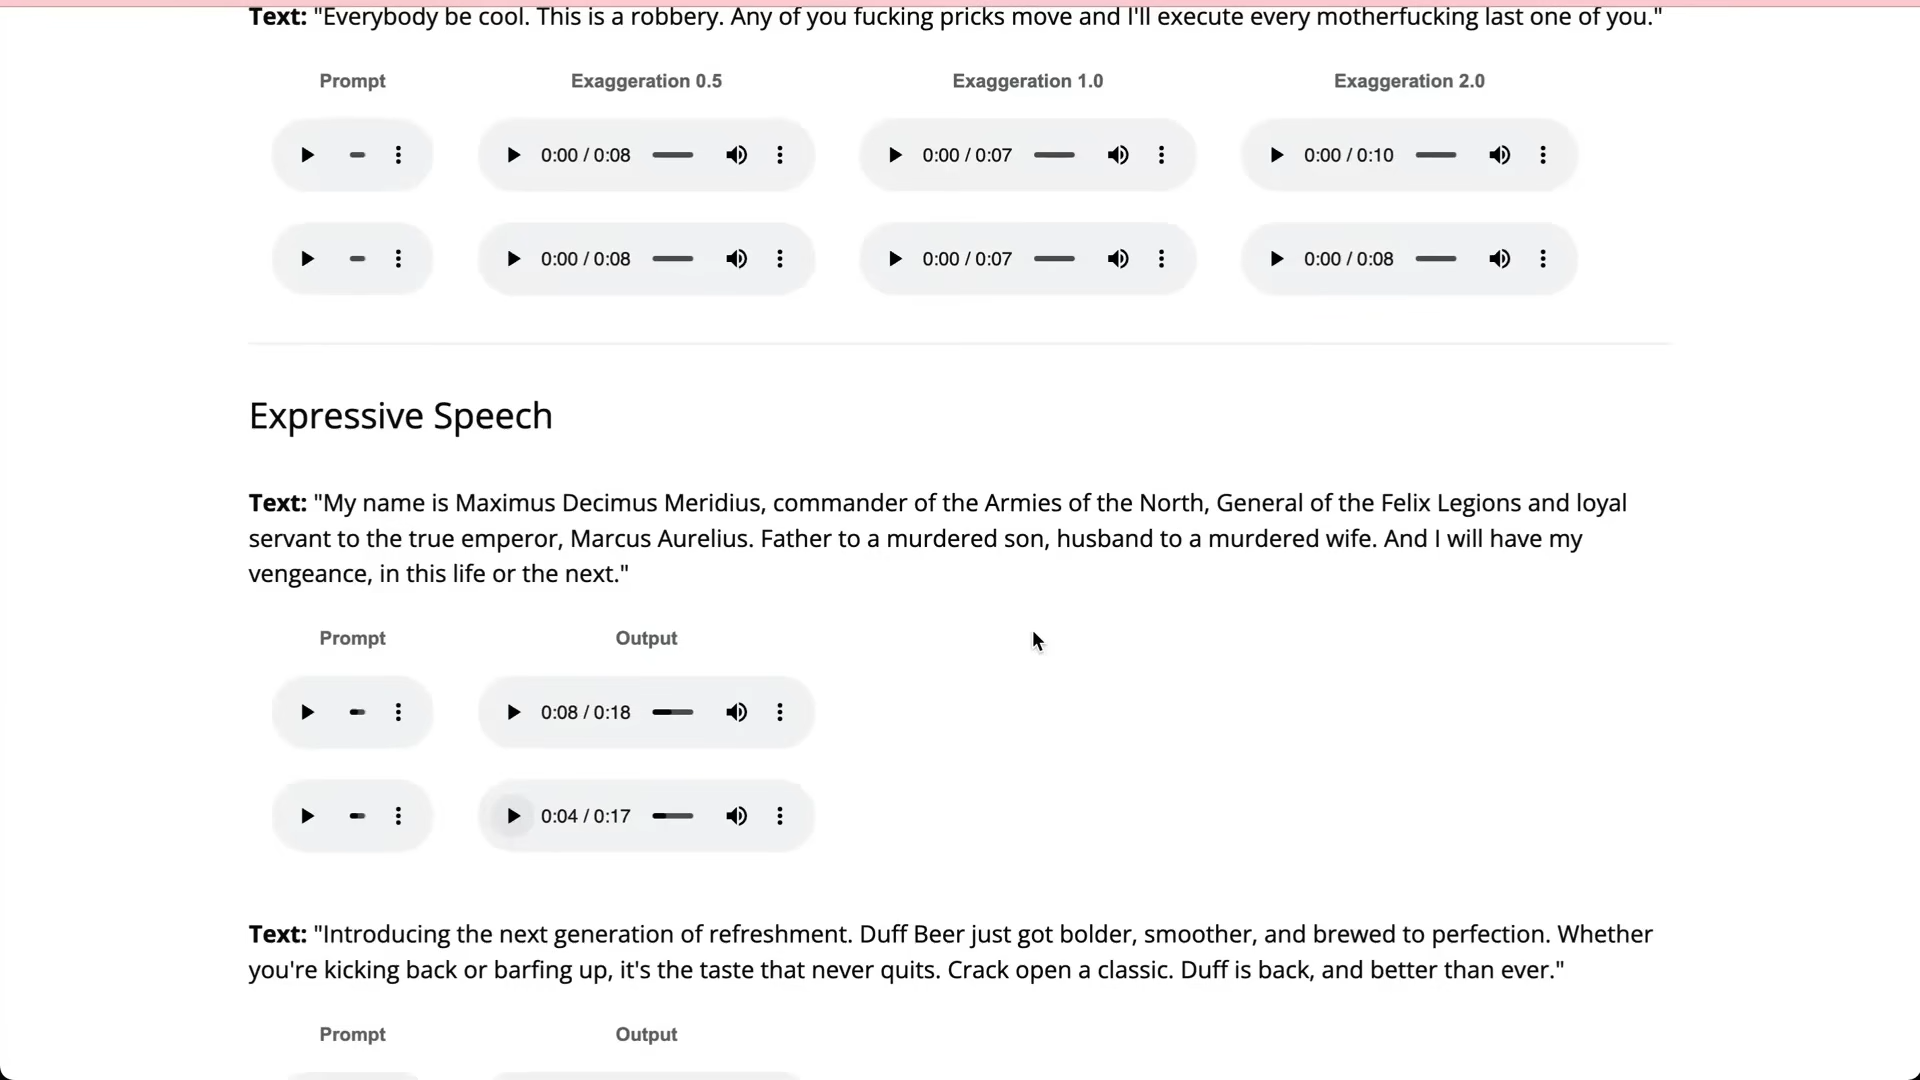 Text: "Everybody be cool. This is a robbery. Any of you fucking pricks move and I'll execute every motherfucking last one of you."
Prompt Exaggeration 0.5 Exaggeration 1.0 Exaggeration 2.0
0:00 / 0:08 0:00 / 0:07 0:00 / 0:10
0:00 / 0:08 0:00 / 0:07 0:00 / 0:08
Expressive Speech
Text: "My name is Maximus Decimus Meridius, commander of the Armies of the North, General of the Felix Legions and loyal
servant to the true emperor, Marcus Aurelius. Father to a murdered son, husband to a murdered wife. And I will have my
vengeance, in this life or the next."
Prompt Output
0:08 / 0:18
0:04 / 0:17
Text: "Introducing the next generation of refreshment. Duff Beer just got bolder, smoother, and brewed to perfection. Whether
you're kicking back or barfing up, it's the taste that never quits. Crack open a classic. Duff is back, and better than ever."
Prompt Output